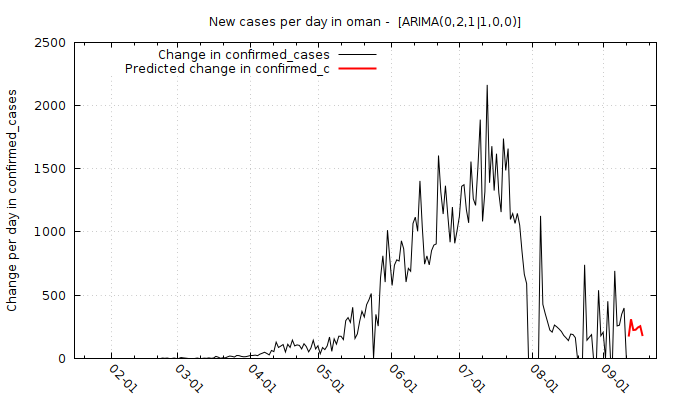 New cases per day in oman -  [ARIMA(0,2,1|1,0,0)]
Change in confirmed_cases
Predicted change in confirmed_c
Change per day in confirmed_cases
2500
2000
1500
1000
500
0
02-01 03-01 04-01 05-01 06-01 07-01 08-01 09-01